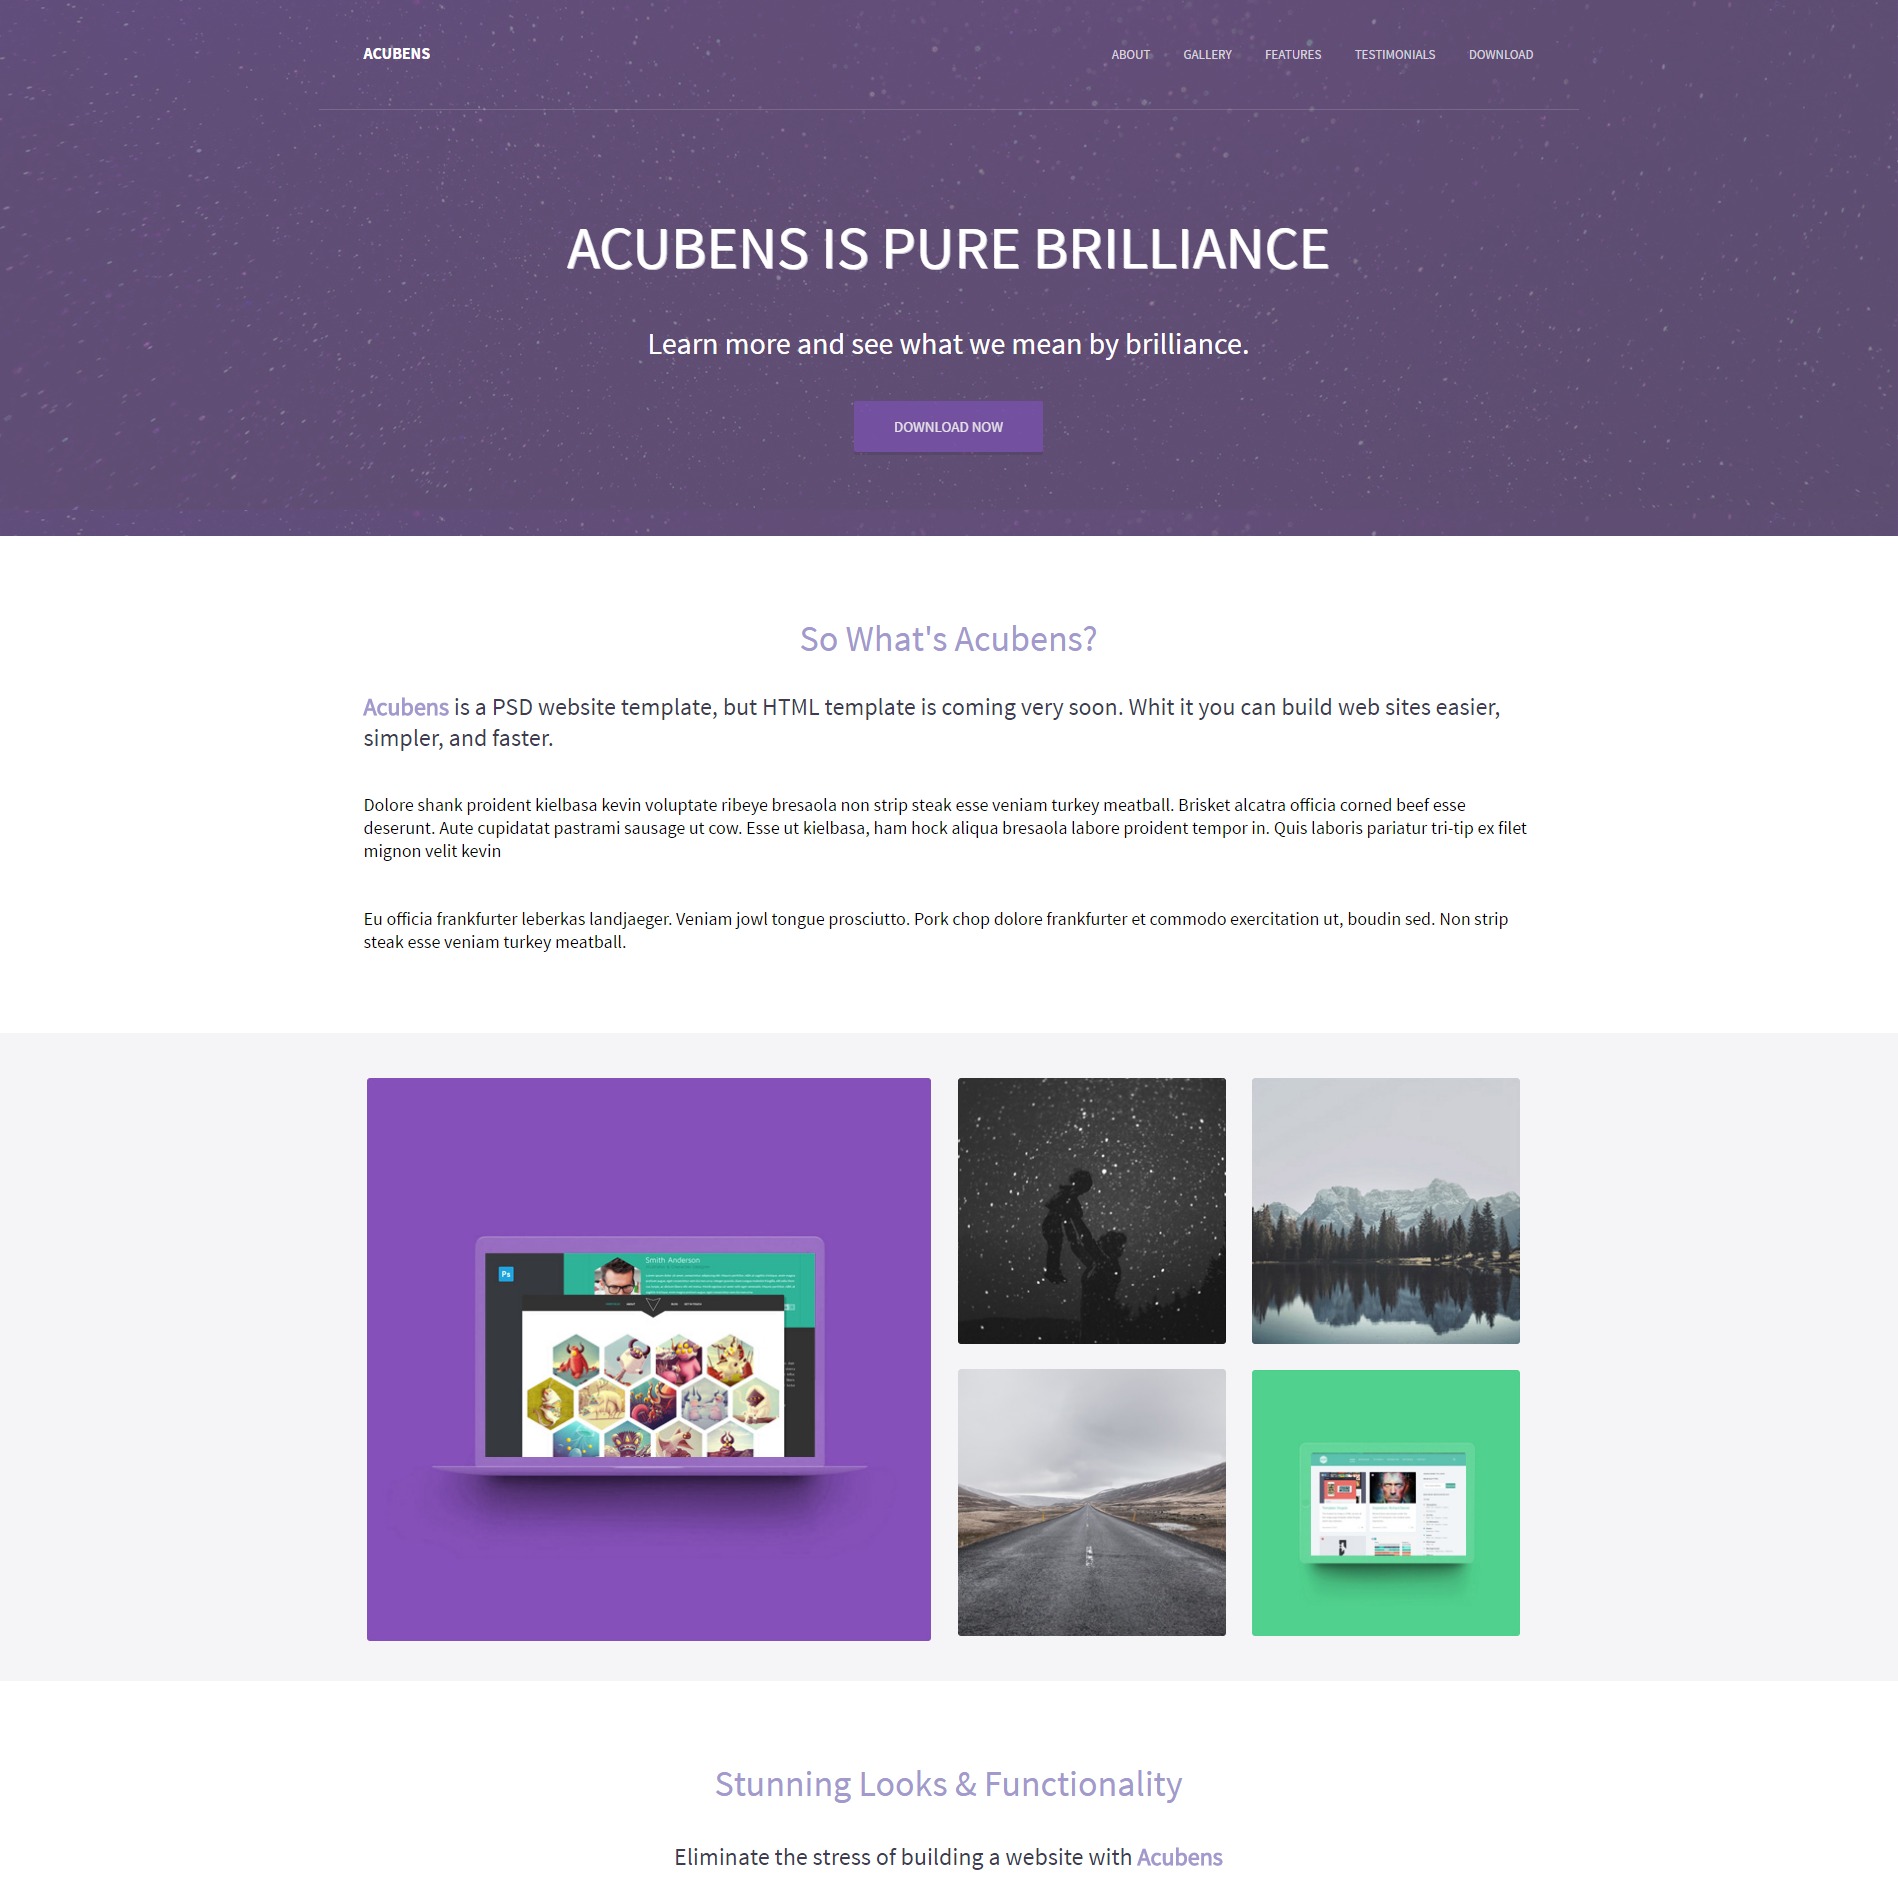 ACUBENS
ABOUT GALLERY FEATURES TESTIMONIALS DOWNLOAD
ACUBENS IS PURE BRILLIANCE
Learn more and see what we mean by brilliance.
DOWNLOAD NOW
So What's Acubens?
Acubens is a PSD website template, but HTML template is coming very soon. Whit it you can build web sites easier,
simpler, and faster.
Dolore shank proident kielbasa kevin voluptate ribeye bresaola non strip steak esse veniam turkey meatball. Brisket alcatra officia corned beef esse
deserunt. Aute cupidatat pastrami sausage ut cow. Esse ut kielbasa, ham hock aliqua bresaola labore proident tempor in. Quis laboris pariatur tri-tip ex filet
mignon velit kevin
Eu officia frankfurter leberkas landjaeger. Veniam jowl tongue prosciutto. Pork chop dolore frankfurter et commodo exercitation ut, boudin sed. Non strip
steak esse veniam turkey meatball.
Smith Anderson
Ps
Stunning Looks & Functionality
Eliminate the stress of building a website with Acubens